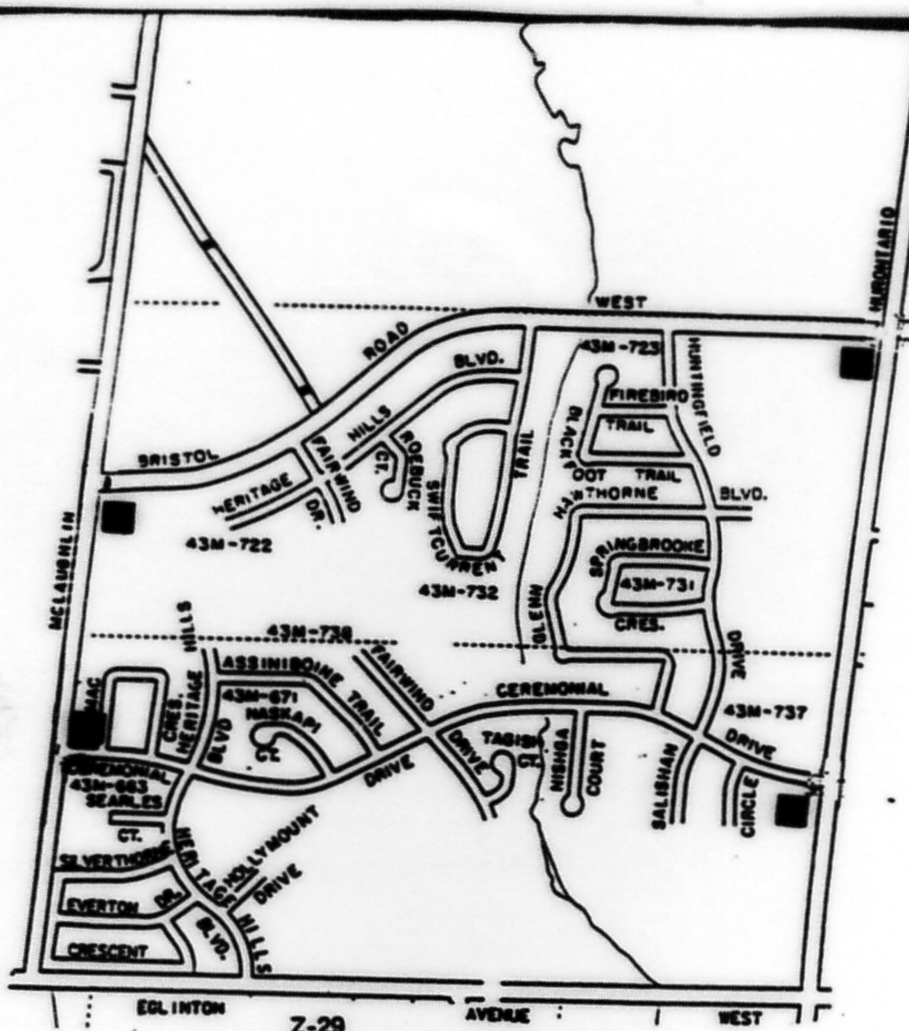 HURONTARIO
WEST
ROAD
43M-723
BLVD.
HUNTINGFIELD
FIREBIRD
TRAIL
HILLS
BLACKFOOT TRAIL
FAIRWIND
DR.
ROEBUCK
CT.
TRAIL
BRISTOL
HERITAGE
SWIFTCURRENT
HAWTHORNE
BLVD.
43M-722
SPRINGBROOKE
MCLAUGHLIN
43M-732
43M-731
GLENN
CRES.
43M-738
HILLS
ASSINIBOINE TRAIL
FAIRWIND
DRIVE
MAC
CRES.
HERITAGE
43M-671
CEREMONIAL
NASKAPI
CT.
BLVD
43M-737
DRIVE
TAGISH
CT.
NISHGA
COURT
DRIVE
CEREMONIAL
DRIVE
43M-663
SEARLES
CT.
SALISHAN
CIRCLE
HOLLYMOUNT
DRIVE
SILVERTHORNE
HERITAGE HILLS
EVERTON
DR.
BLVD.
CRESCENT
EGLINTON
AVENUE
WEST
Z-29